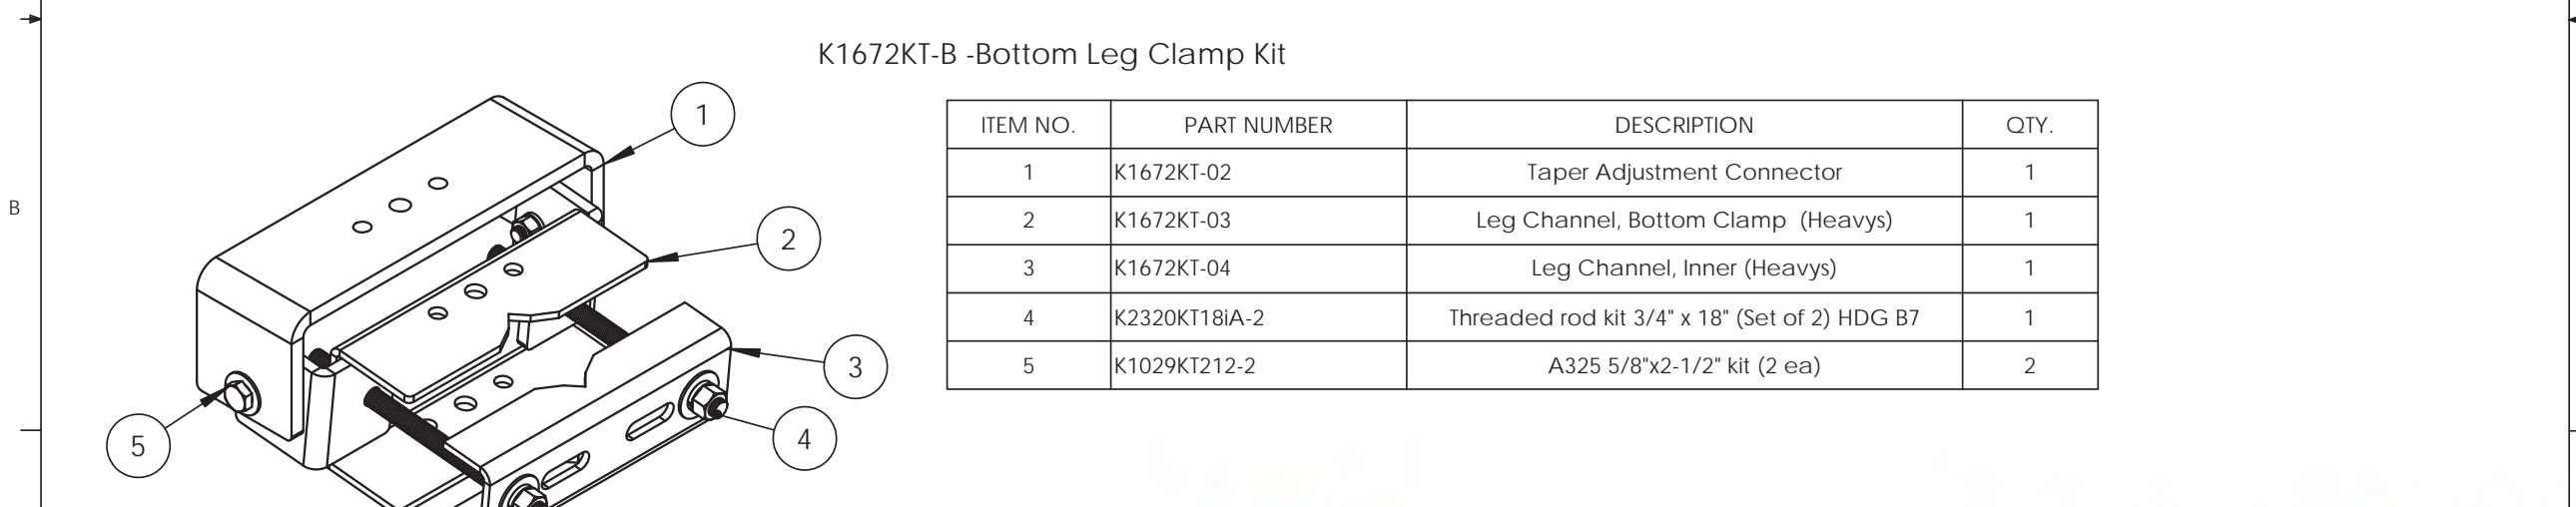 K1672KT-B -Bottom Leg Clamp Kit
ITEM NO. PART NUMBER DESCRIPTION QTY.
1 K1672KT-02 Taper Adjustment Connector 1
2 K1672KT-03 Leg Channel, Bottom Clamp (Heavys) 1
3 K1672KT-04 Leg Channel, Inner (Heavys) 1
4 K2320KT18iA-2 Threaded rod kit 3/4" x 18" (Set of 2) HDG B7 1
5 K1029KT212-2 A325 5/8"x2-1/2" kit (2 ea) 2
1
B
2
3
4
5